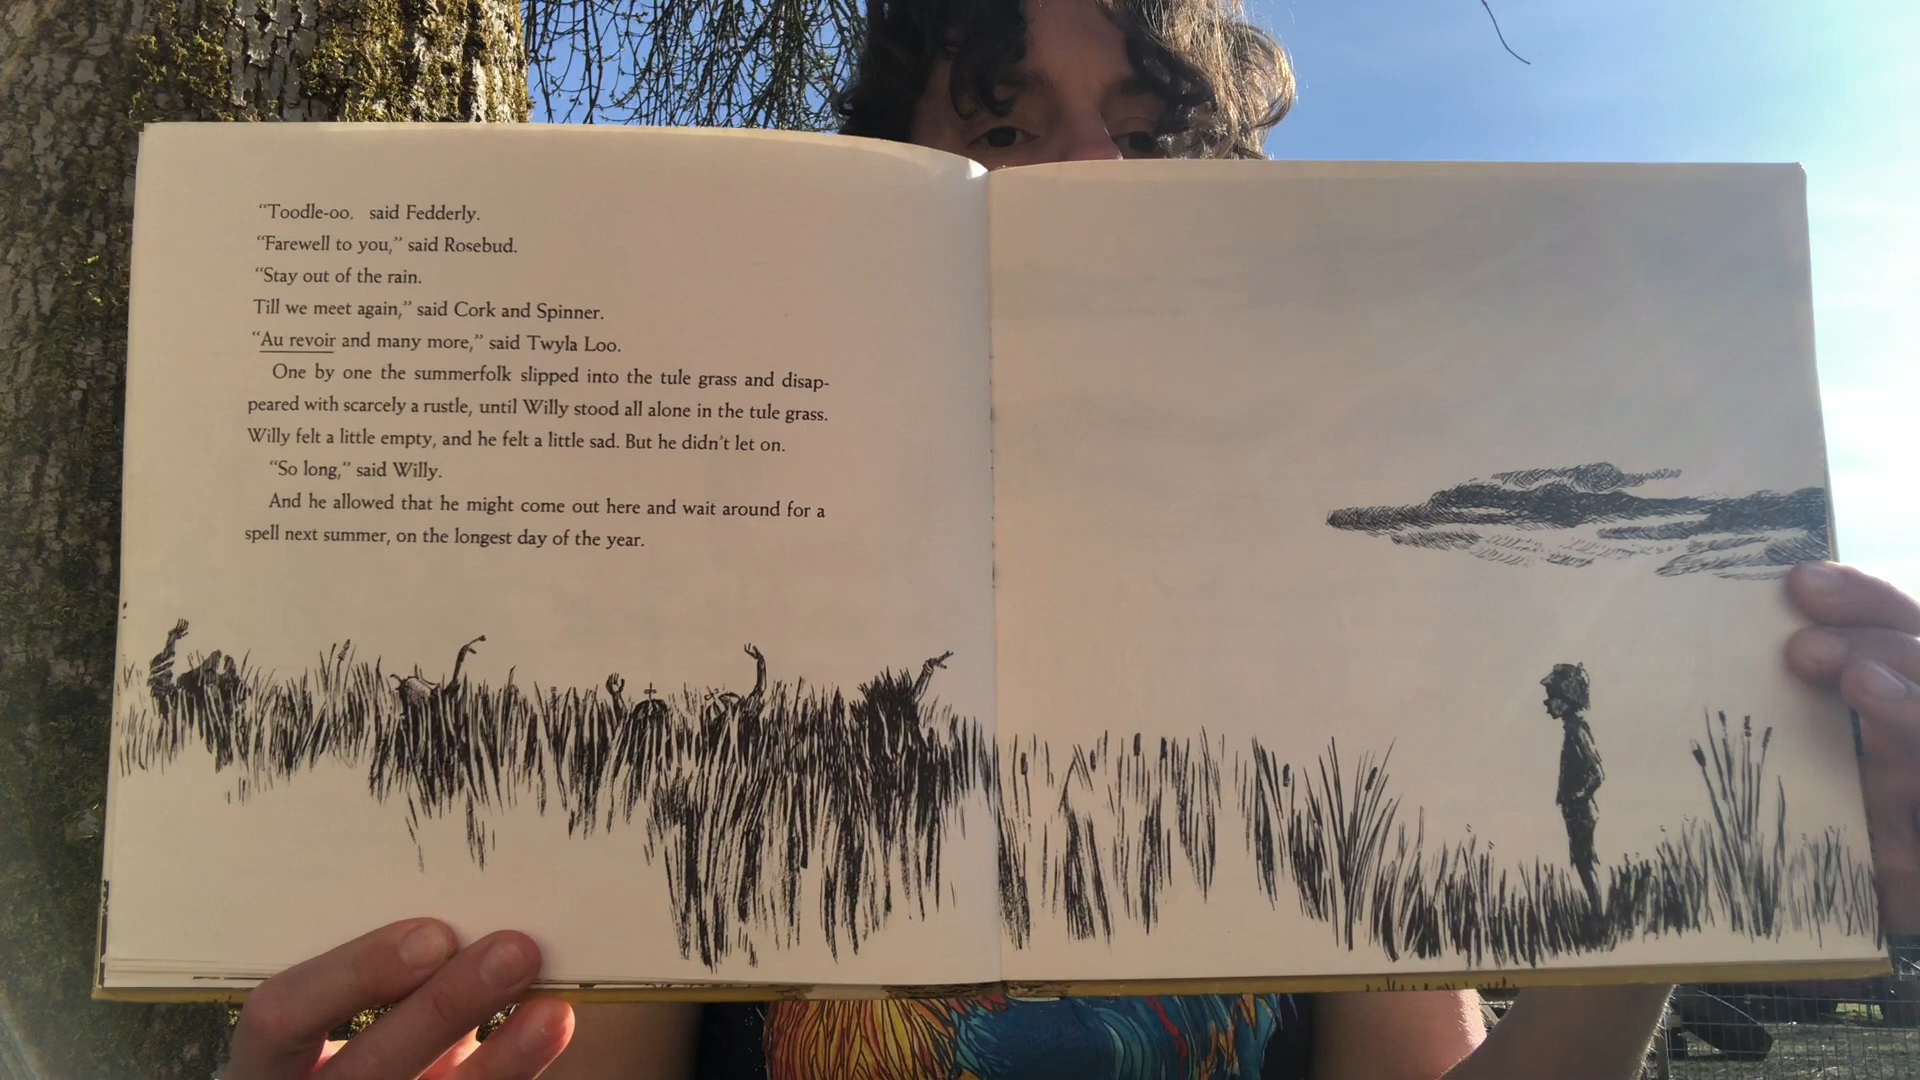 “Toodle-oo. said Fedderly.
“Farewell to you,” said Rosebud.
“Stay out of the rain.
Till we meet again,” said Cork and Spinner.
“Au revoir and many more,” said Twyla Loo.
One by one the summerfolk slipped into the tule grass and disap-
peared with scarcely a rustle, until Willy stood all alone in the tule grass.
Willy felt a little empty, and he felt a little sad. But he didn’t let on.
“So long,” said Willy.
And he allowed that he might come out here and wait around for a
spell next summer, on the longest day of the year.